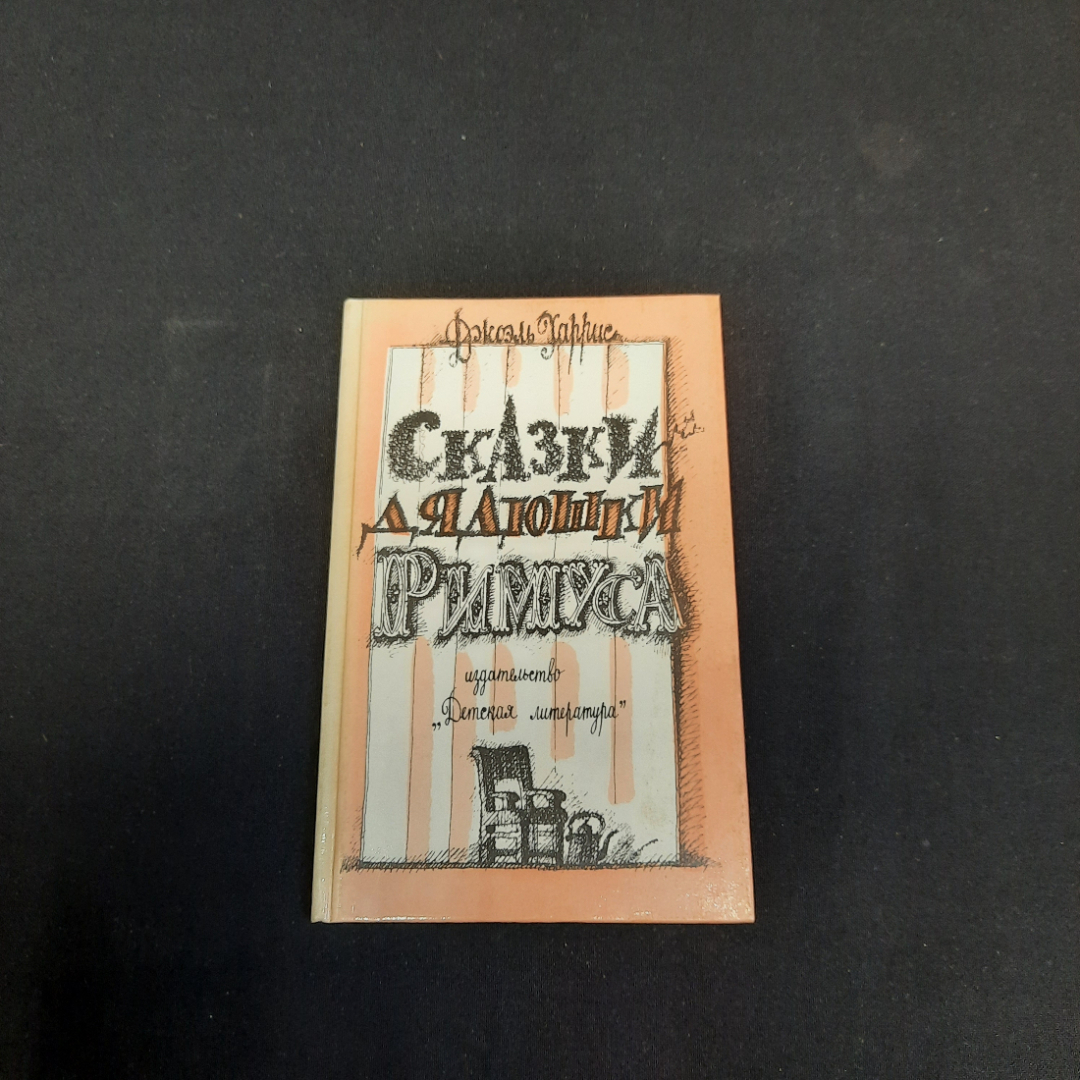 Джоэль Харрис
Сказки
дядюшки
Римуса
издательство
„Детская литература”